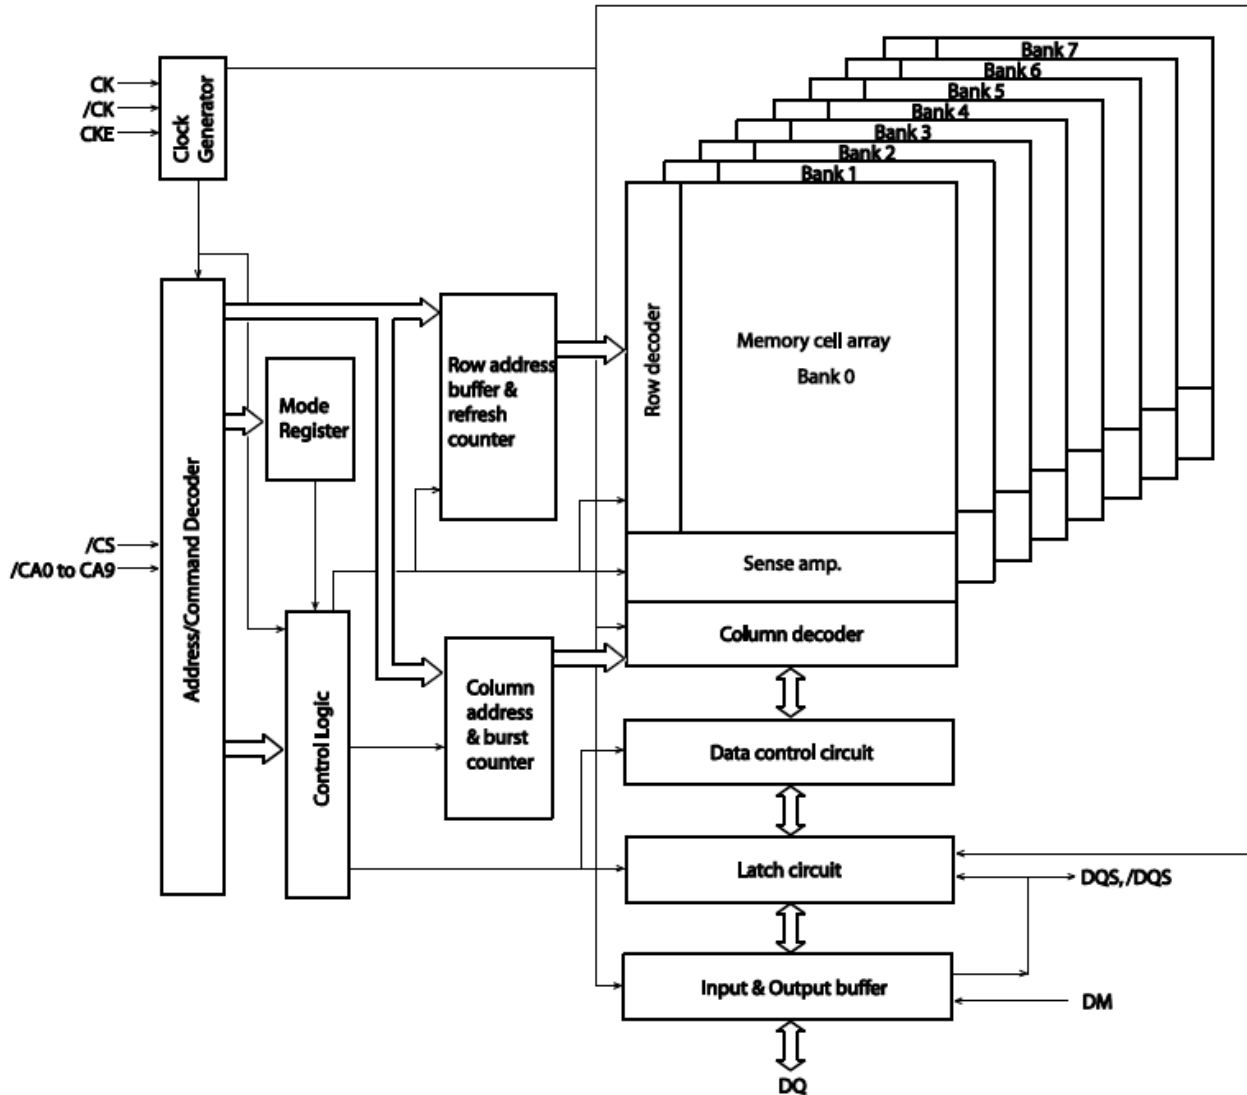 Bank 7
Bank 6
Bank 5
Bank 4
Bank 3
Bank 2
Bank 1
CK
/CK
CKE
Clock
Generator
Row decoder
Memory cell array
Bank 0
Row address
buffer &
refresh
counter
Mode
Register
Address/Command Decoder
/CS
/CA0 to CA9
Sense amp.
Column decoder
Control Logic
Column
address
& burst
counter
Data control circuit
Latch circuit
DQS, /DQS
Input & Output buffer
DM
DQ